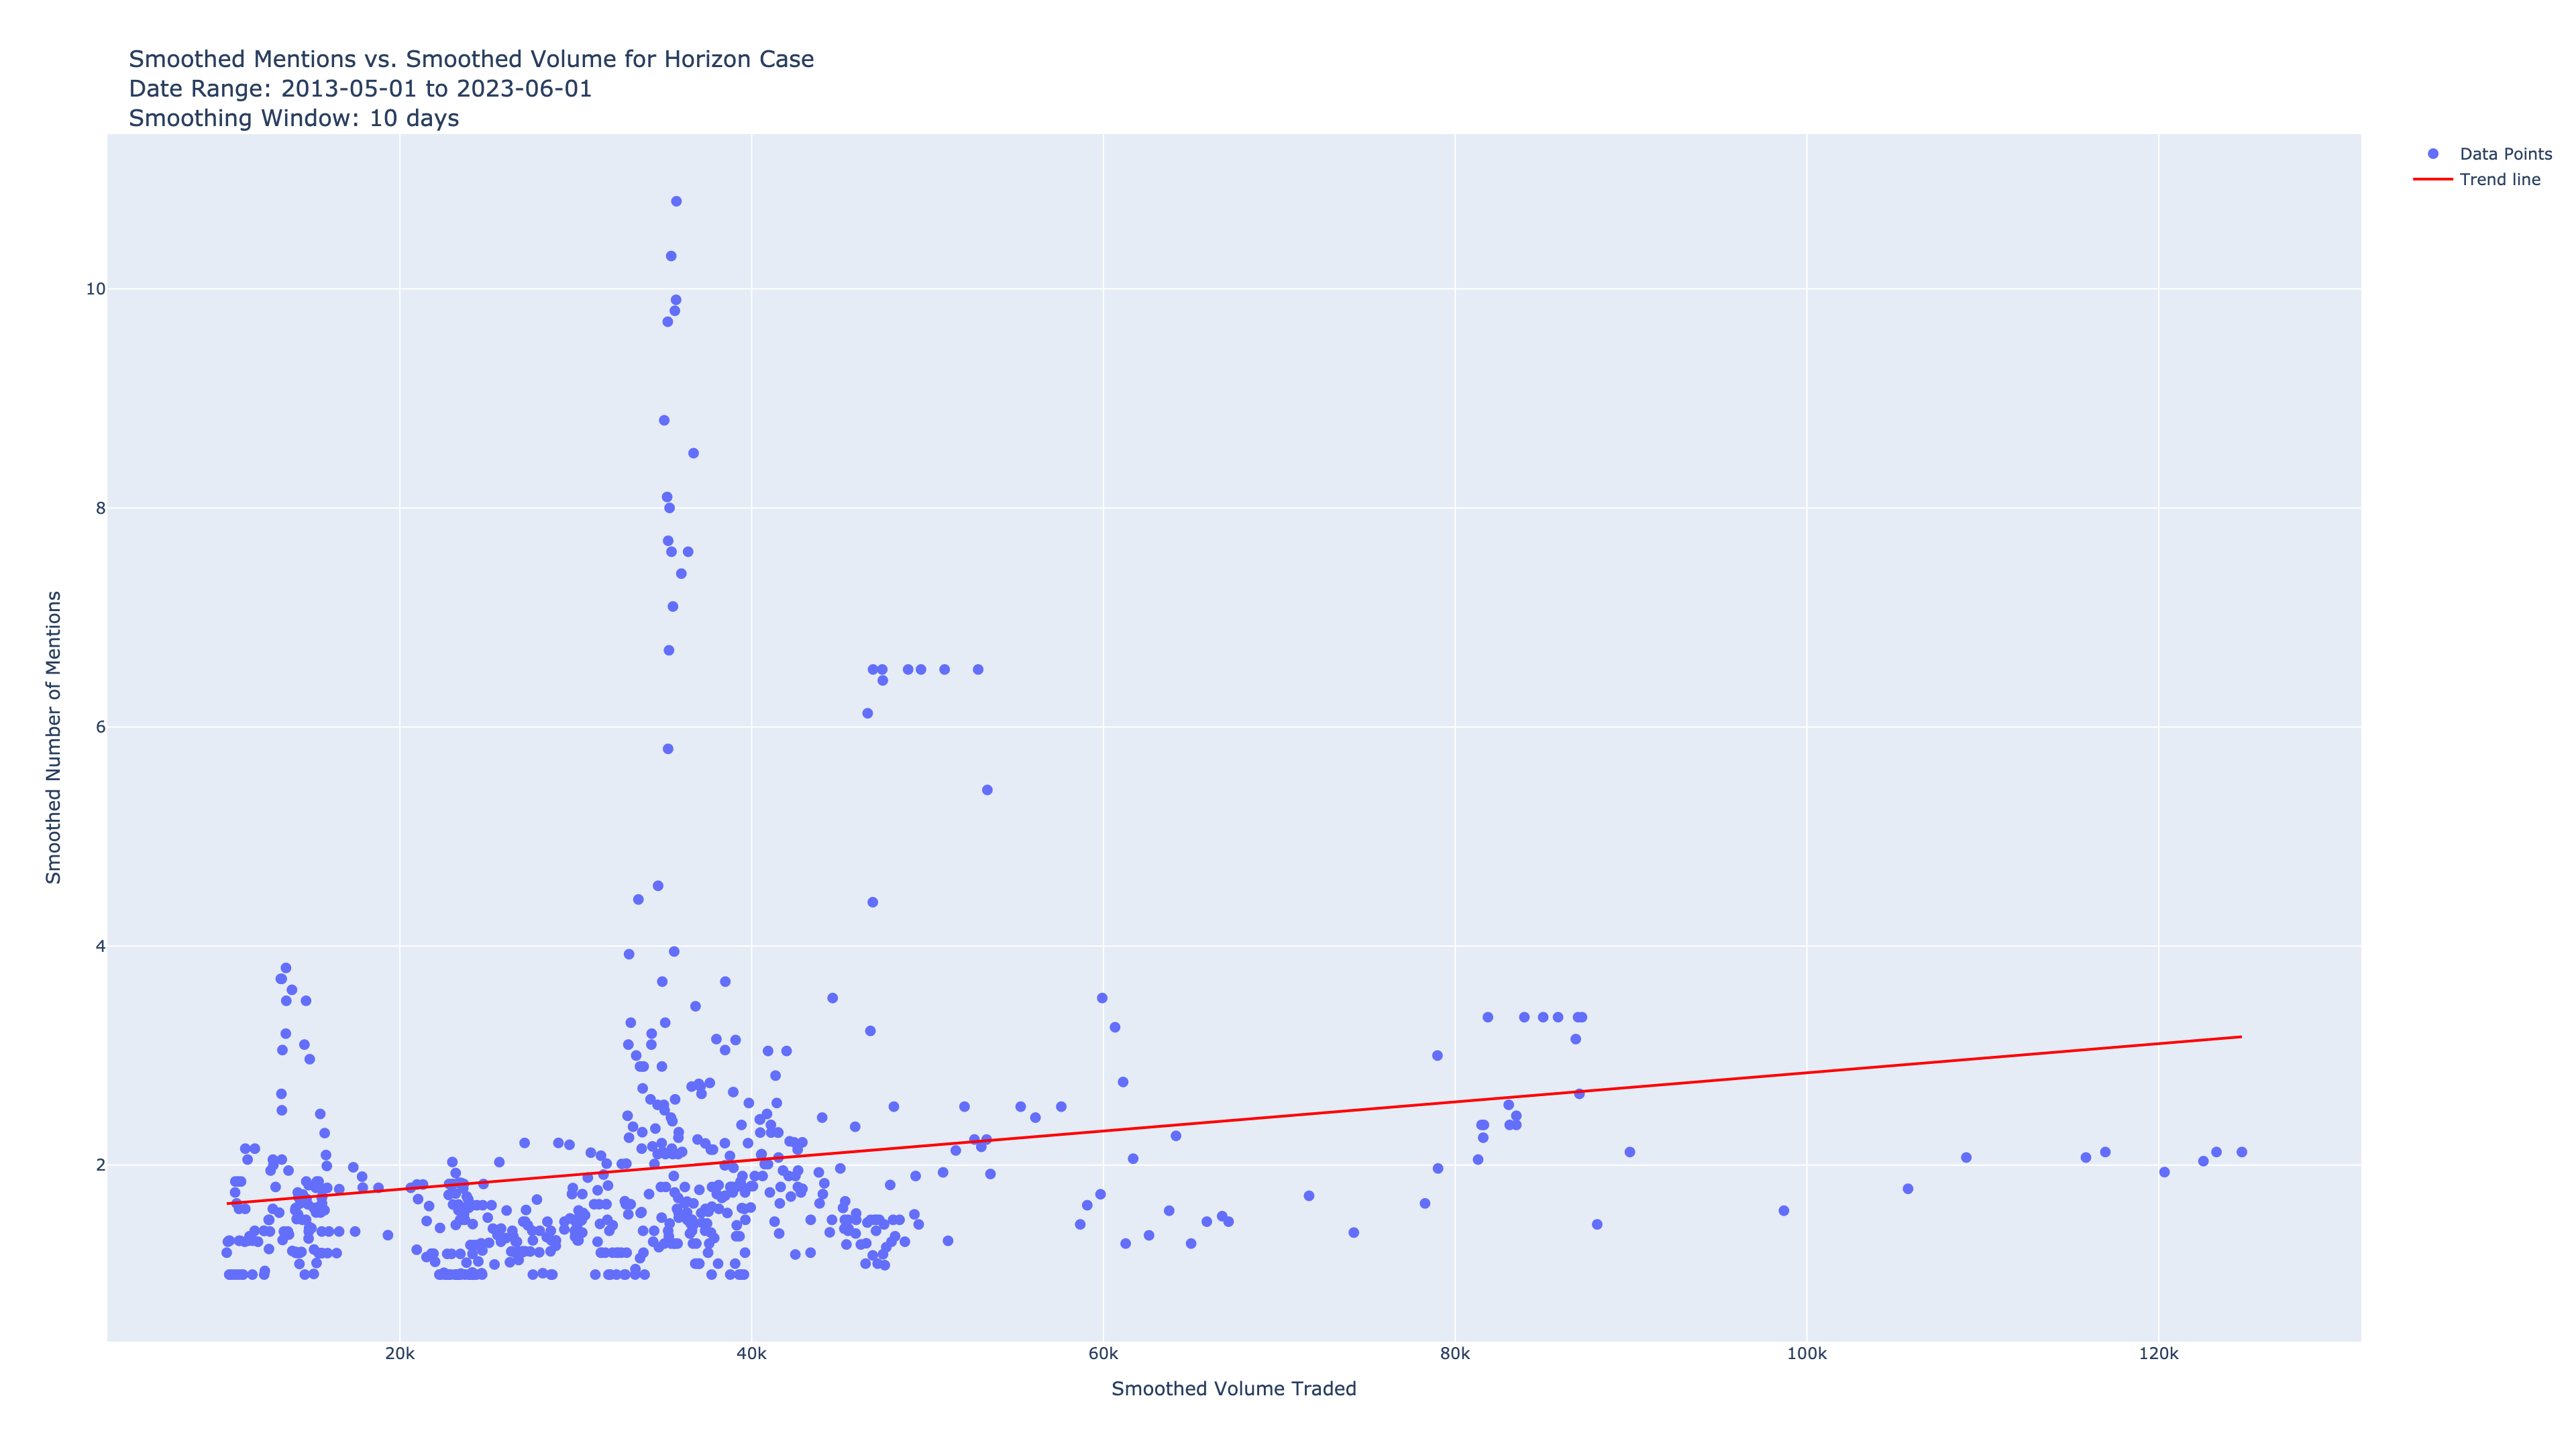 Smoothed Mentions vs. Smoothed Volume for Horizon Case
Date Range: 2013-05-01 to 2023-06-01
Smoothing Window: 10 days
Data Points
Trend line
10
8
6
4
2
Smoothed Number of Mentions
20k
40k
60k
80k
100k
120k
Smoothed Volume Traded